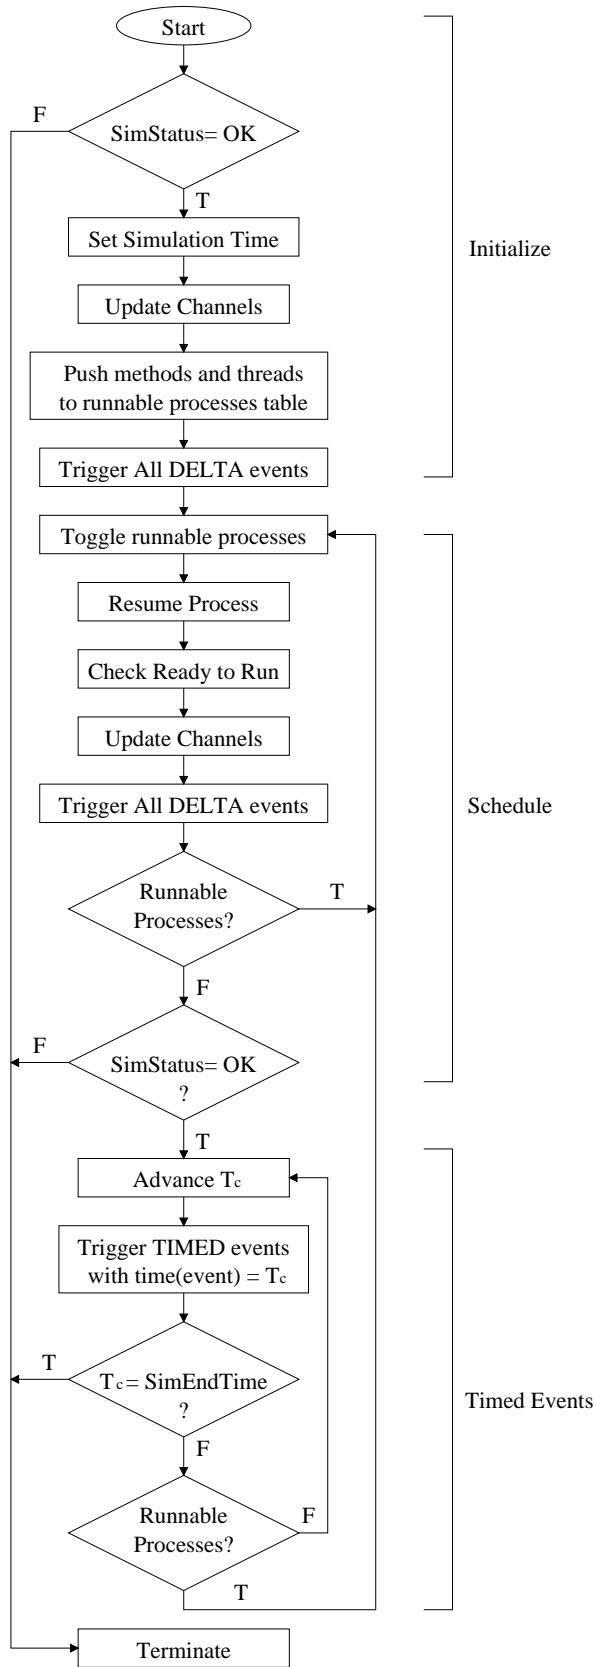 Start
F
SimStatus= OK
T
Set Simulation Time
Initialize
Update Channels
Push methods and threads
to runnable processes table
Trigger All DELTA events
Toggle runnable processes
Resume Process
Check Ready to Run
Update Channels
Trigger All DELTA events
Schedule
Runnable
Processes?
T
F
F
SimStatus= OK
?
T
Advance Tc
Trigger TIMED events
with time(event) = Tc
T
Tc = SimEndTime
?
Timed Events
F
Runnable
Processes?
F
T
Terminate